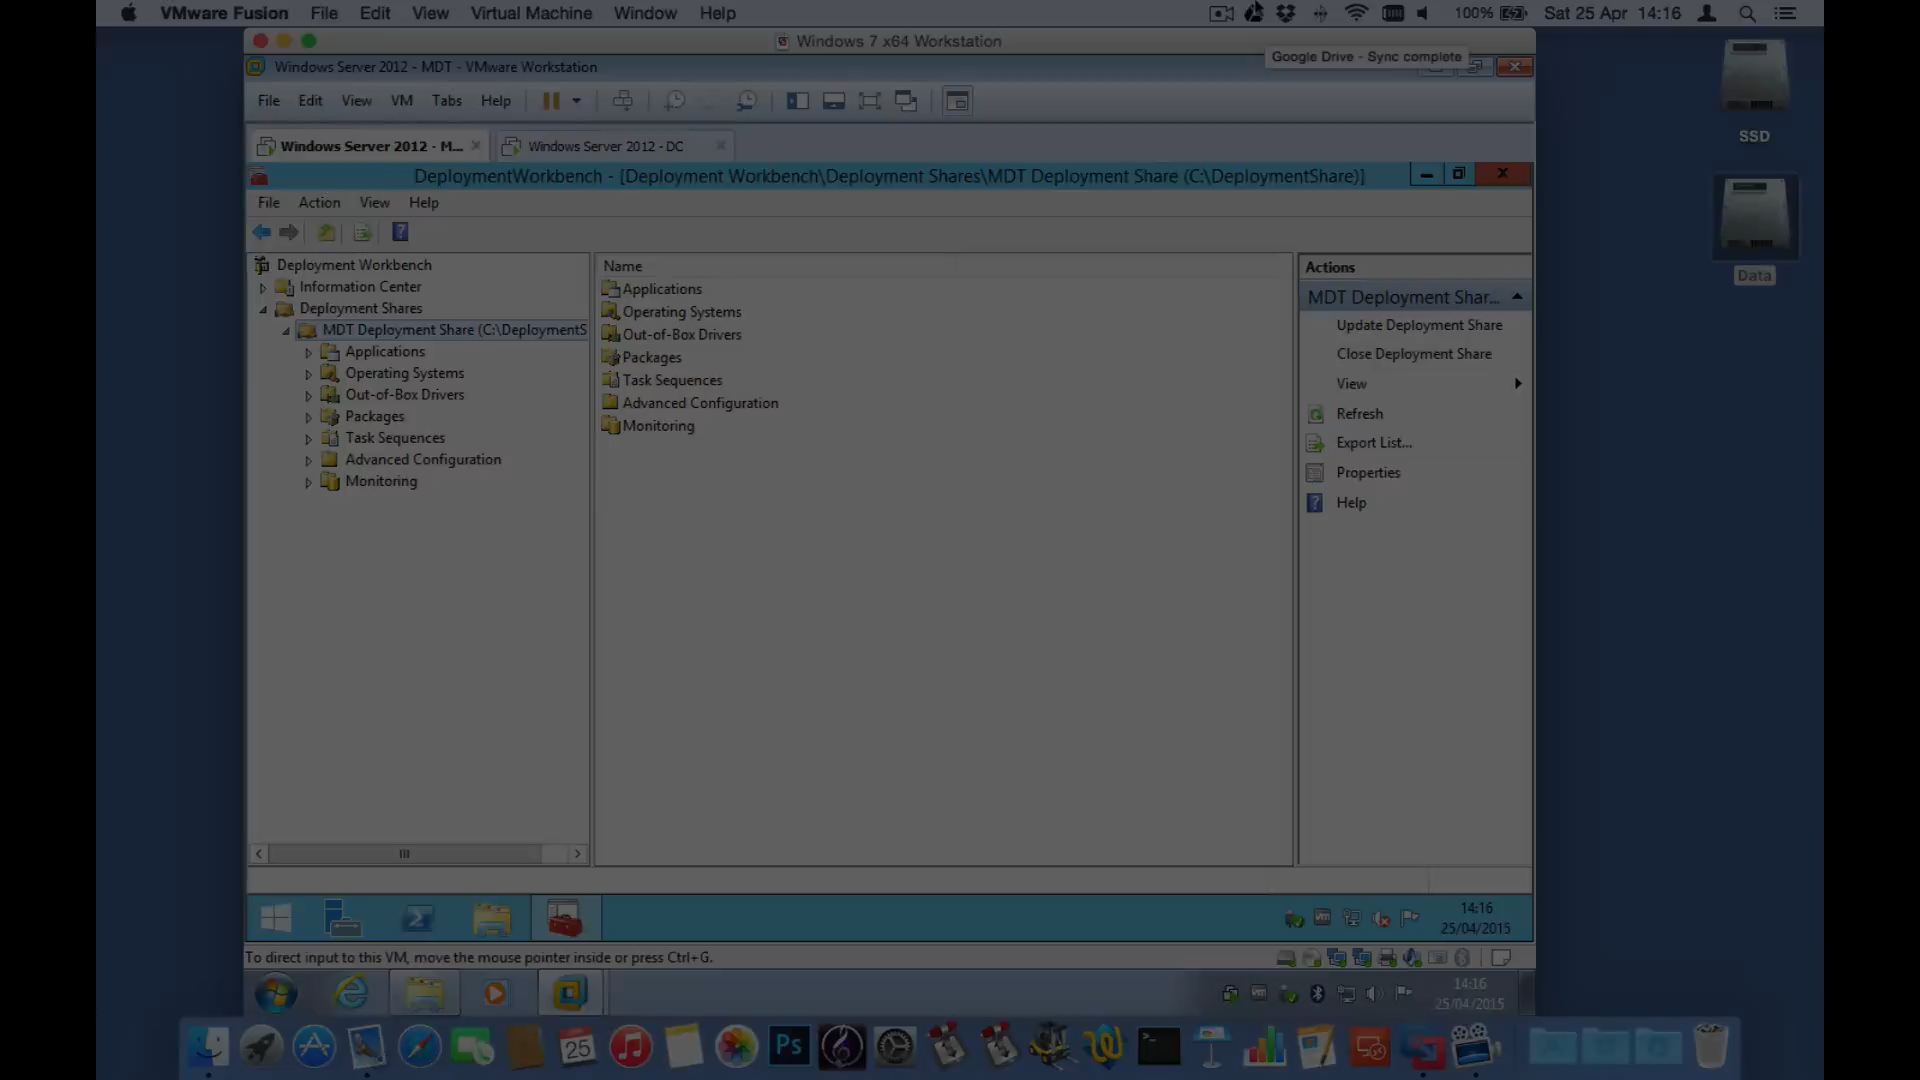 VMware Fusion File Edit View Virtual Machine Window Help 100% Sat 25 Apr 14:16
Windows 7 x64 Workstation
Google Drive - Sync complete
Windows Server 2012 - MDT - VMware Workstation
File Edit View VM Tabs Help
Windows Server 2012 - M... Windows Server 2012 - DC
DeploymentWorkbench - [Deployment Workbench\Deployment Shares\MDT Deployment Share (C:\DeploymentShare)]
File Action View Help
Deployment Workbench
Information Center
Deployment Shares
MDT Deployment Share (C:\DeploymentS
Applications
Operating Systems
Out-of-Box Drivers
Packages
Task Sequences
Advanced Configuration
Monitoring
Name
Applications
Operating Systems
Out-of-Box Drivers
Packages
Task Sequences
Advanced Configuration
Monitoring
Actions
MDT Deployment Shar...
Update Deployment Share
Close Deployment Share
View
Refresh
Export List...
Properties
Help
SSD
Data
14:16
25/04/2015
To direct input to this VM, move the mouse pointer inside or press Ctrl+G.
14:16
25/04/2015
25
Ps